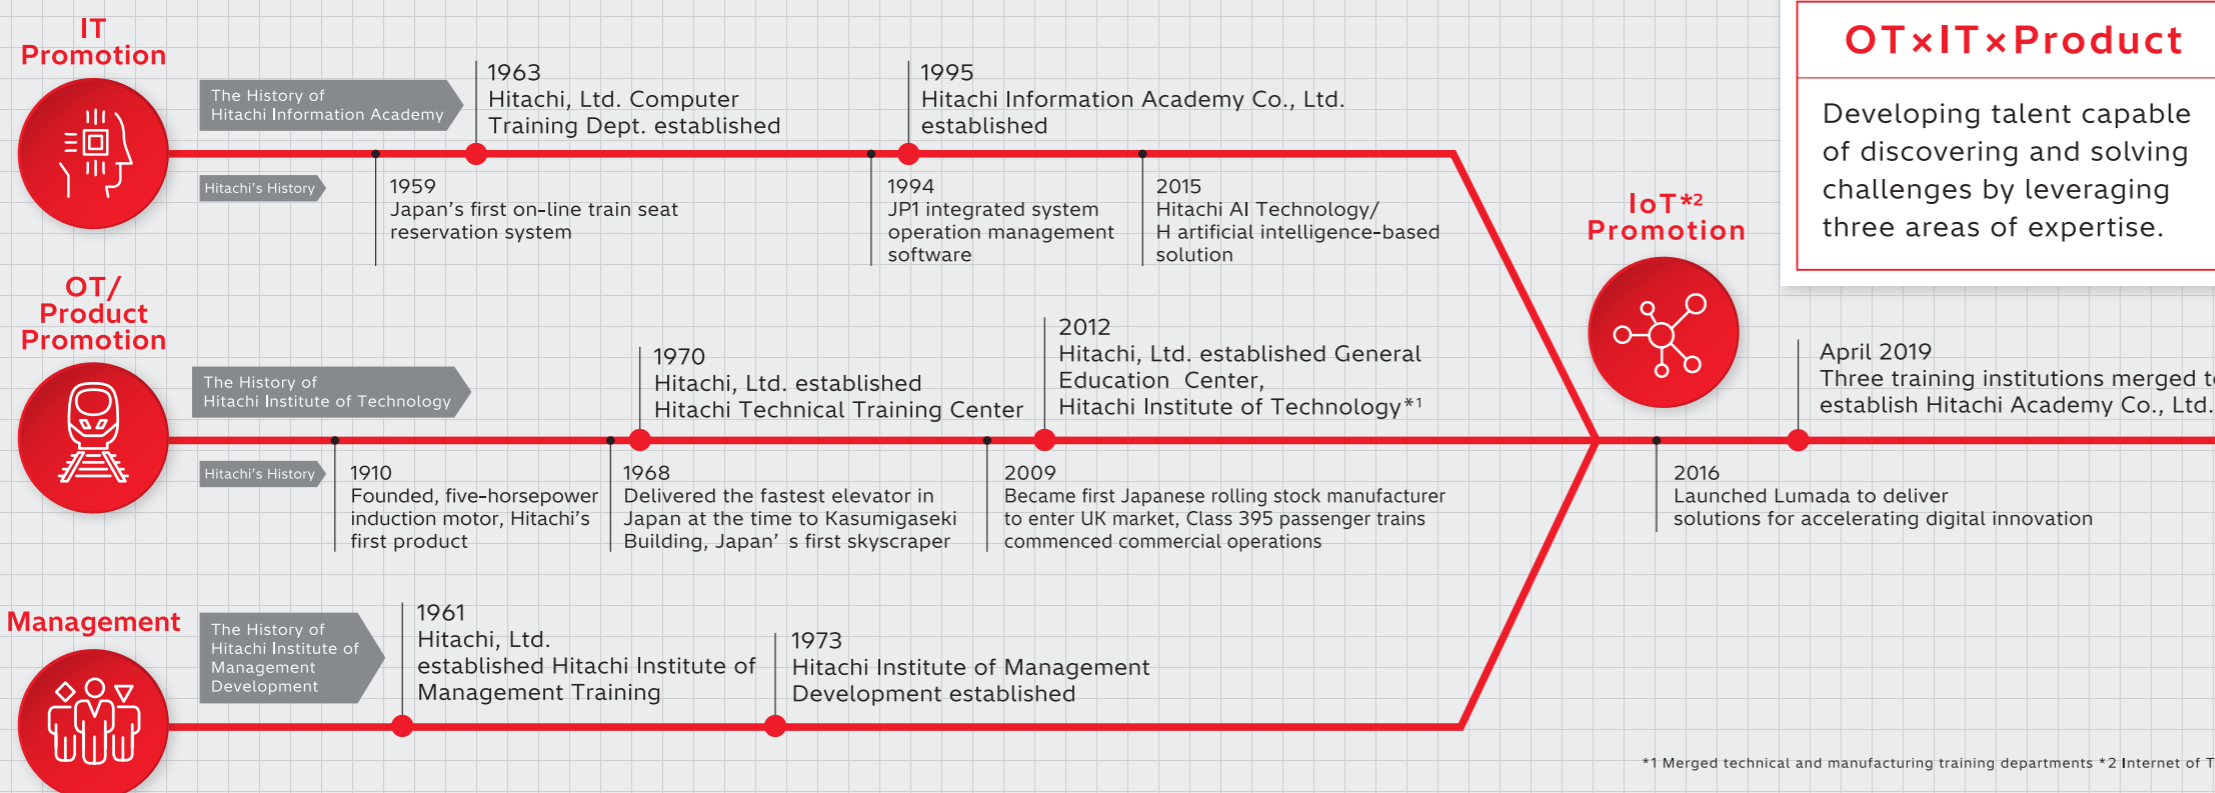 IT
Promotion
The History of
Hitachi Information Academy
1963
Hitachi, Ltd. Computer
Training Dept. established
1995
Hitachi Information Academy Co., Ltd.
established
Hitachi's History
1959
Japan's first on-line train seat
reservation system
1994
JP1 integrated system
operation management
software
2015
Hitachi AI Technology/
H artificial intelligence-based
solution
OT/
Product
Promotion
The History of
Hitachi Institute of Technology
1970
Hitachi, Ltd. established
Hitachi Technical Training Center
2012
Hitachi, Ltd. established General
Education Center,
Hitachi Institute of Technology*1
Hitachi's History
1910
Founded, five-horsepower
induction motor, Hitachi's
first product
1968
Delivered the fastest elevator in
Japan at the time to Kasumigaseki
Building, Japan' s first skyscraper
2009
Became first Japanese rolling stock manufacturer
to enter UK market, Class 395 passenger trains
commenced commercial operations
Management
The History of
Hitachi Institute of
Management
Development
1961
Hitachi, Ltd.
established Hitachi Institute of
Management Training
1973
Hitachi Institute of Management
Development established
IoT*2
Promotion
OT×IT×Product
Developing talent capable
of discovering and solving
challenges by leveraging
three areas of expertise.
April 2019
Three training institutions merged
establish Hitachi Academy Co., Ltd.
2016
Launched Lumada to deliver
solutions for accelerating digital innovation
*1 Merged technical and manufacturing training departments *2 Internet of